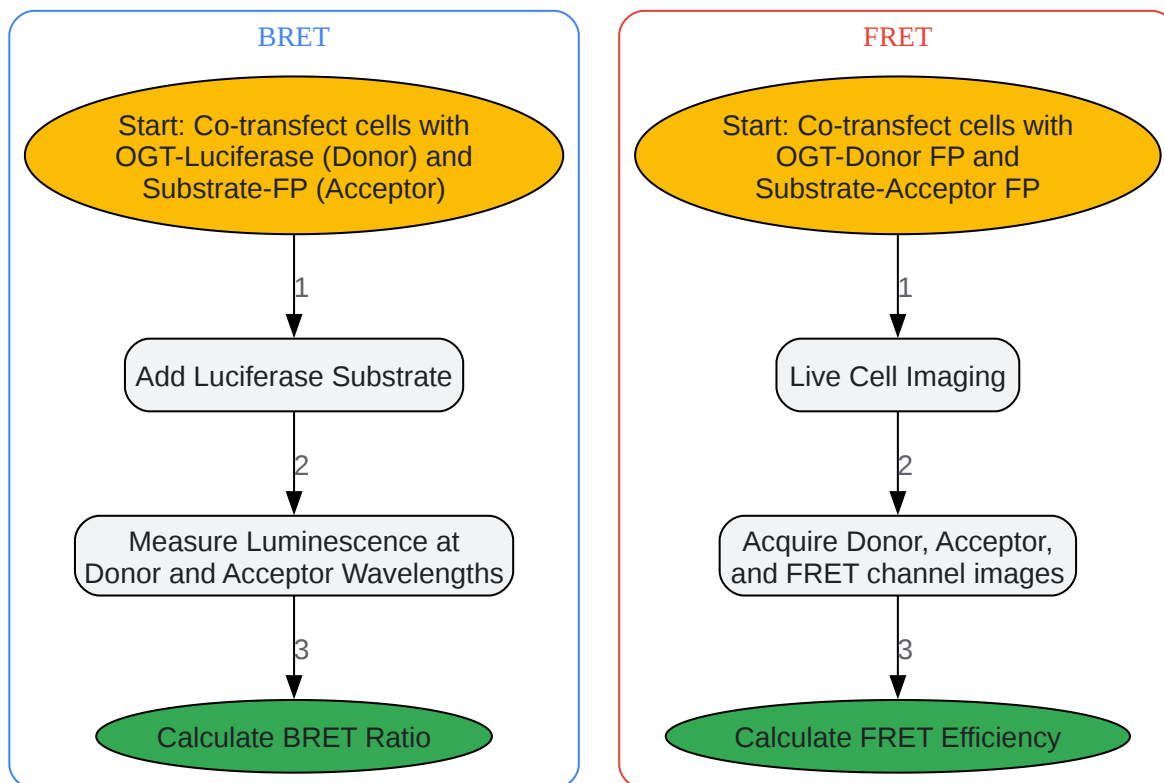 BRET
Start: Co-transfect cells with
OGT-Luciferase (Donor) and
Substrate-FP (Acceptor)
1
Add Luciferase Substrate
2
Measure Luminescence at
Donor and Acceptor Wavelengths
3
Calculate BRET Ratio
FRET
Start: Co-transfect cells with
OGT-Donor FP and
Substrate-Acceptor FP
1
Live Cell Imaging
2
Acquire Donor, Acceptor,
and FRET channel images
3
Calculate FRET Efficiency